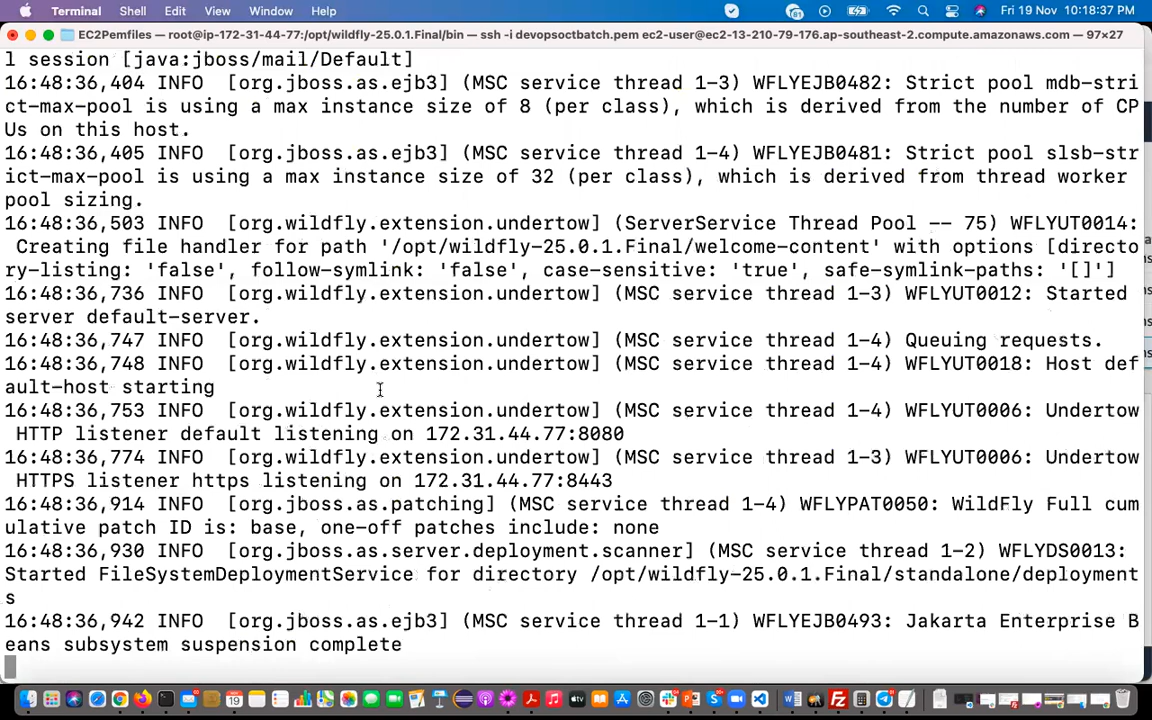 Terminal Shell Edit View Window Help Fri 19 Nov 10:18:37 PM
EC2Pemfiles — root@ip-172-31-44-77:/opt/wildfly-25.0.1.Final/bin — ssh -i devopsoctbatch.pem ec2-user@ec2-13-210-79-176.ap-southeast-2.compute.amazonaws.com — 97×27
l session [java:jboss/mail/Default]
16:48:36,404 INFO  [org.jboss.as.ejb3] (MSC service thread 1-3) WFLYEJB0482: Strict pool mdb-stri
ct-max-pool is using a max instance size of 8 (per class), which is derived from the number of CP
Us on this host.
16:48:36,405 INFO  [org.jboss.as.ejb3] (MSC service thread 1-4) WFLYEJB0481: Strict pool slsb-str
ict-max-pool is using a max instance size of 32 (per class), which is derived from thread worker
pool sizing.
16:48:36,503 INFO  [org.wildfly.extension.undertow] (ServerService Thread Pool -- 75) WFLYUT0014:
 Creating file handler for path '/opt/wildfly-25.0.1.Final/welcome-content' with options [directo
ry-listing: 'false', follow-symlink: 'false', case-sensitive: 'true', safe-symlink-paths: '[]']
16:48:36,736 INFO  [org.wildfly.extension.undertow] (MSC service thread 1-3) WFLYUT0012: Started
server default-server.
16:48:36,747 INFO  [org.wildfly.extension.undertow] (MSC service thread 1-4) Queuing requests.
16:48:36,748 INFO  [org.wildfly.extension.undertow] (MSC service thread 1-4) WFLYUT0018: Host def
ault-host starting
16:48:36,753 INFO  [org.wildfly.extension.undertow] (MSC service thread 1-4) WFLYUT0006: Undertow
 HTTP listener default listening on 172.31.44.77:8080
16:48:36,774 INFO  [org.wildfly.extension.undertow] (MSC service thread 1-3) WFLYUT0006: Undertow
 HTTPS listener https listening on 172.31.44.77:8443
16:48:36,914 INFO  [org.jboss.as.patching] (MSC service thread 1-4) WFLYPAT0050: WildFly Full cum
ulative patch ID is: base, one-off patches include: none
16:48:36,930 INFO  [org.jboss.as.server.deployment.scanner] (MSC service thread 1-2) WFLYDS0013:
Started FileSystemDeploymentService for directory /opt/wildfly-25.0.1.Final/standalone/deployment
s
16:48:36,942 INFO  [org.jboss.as.ejb3] (MSC service thread 1-1) WFLYEJB0493: Jakarta Enterprise B
eans subsystem suspension complete